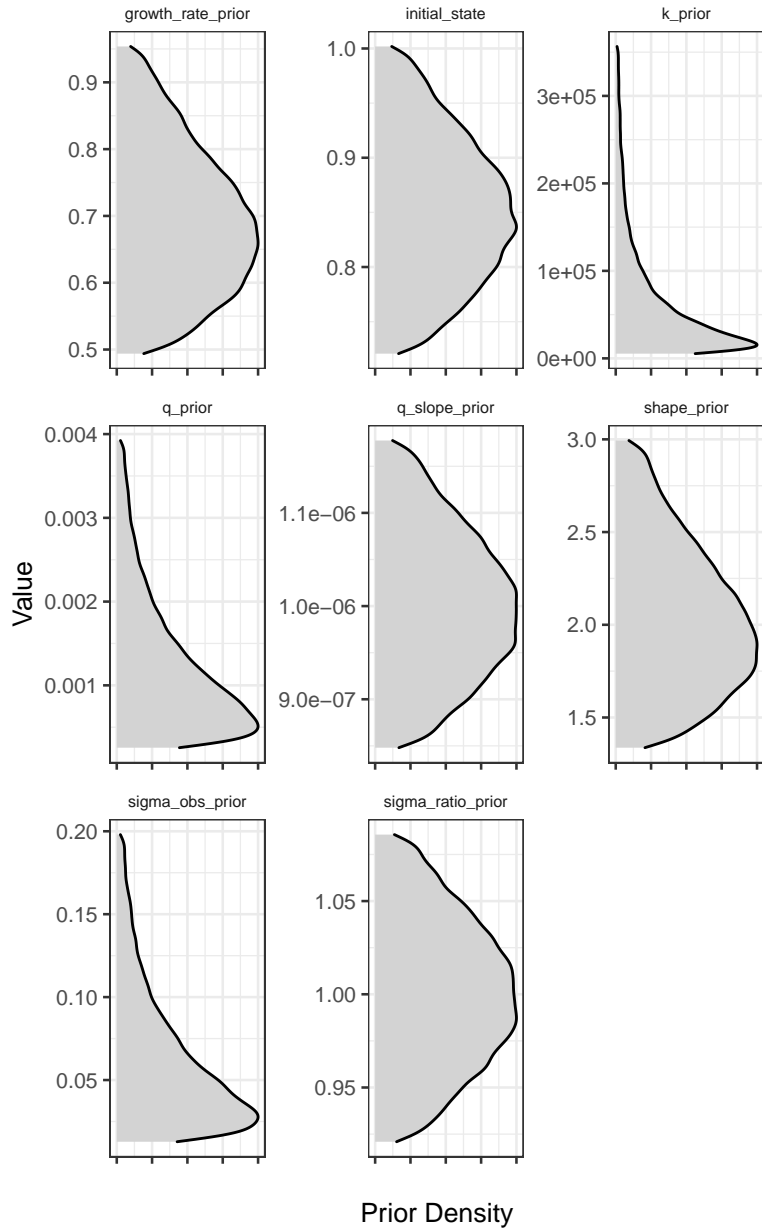 growth_rate_prior
initial_state
k_prior
0.9
0.8
0.7
0.6
0.5
1.0
0.9
0.8
3e+05
2e+05
1e+05
0e+00
q_prior
q_slope_prior
shape_prior
0.004
0.003
0.002
0.001
1.1e−06
1.0e−06
9.0e−07
3.0
2.5
2.0
1.5
Value
sigma_obs_prior
sigma_ratio_prior
0.20
0.15
0.10
0.05
1.05
1.00
0.95
Prior Density